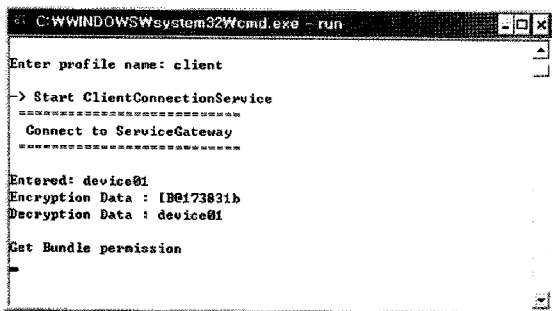 C:₩WINDOWS₩system32₩cmd.exe - run
Enter profile name: client
-> Start ClientConnectionService
===========================
Connect to ServiceGateway
===========================
Entered: device01
Encryption Data : [B@173831b
Decryption Data : device01
Get Bundle permission